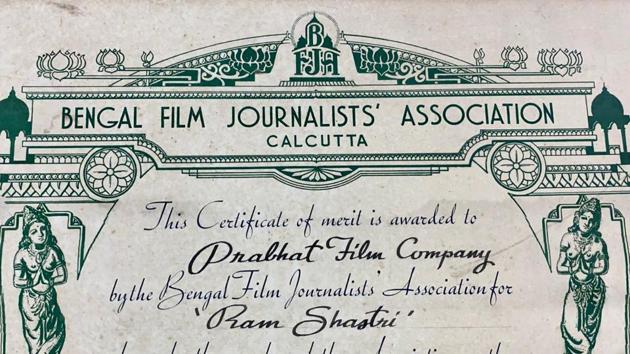 BFJA
BENGAL FILM JOURNALISTS' ASSOCIATION
CALCUTTA
This Certificate of merit is awarded to
Prabhat Film Company
by the Bengal Film Journalists' Association for
'Ram Shastri'